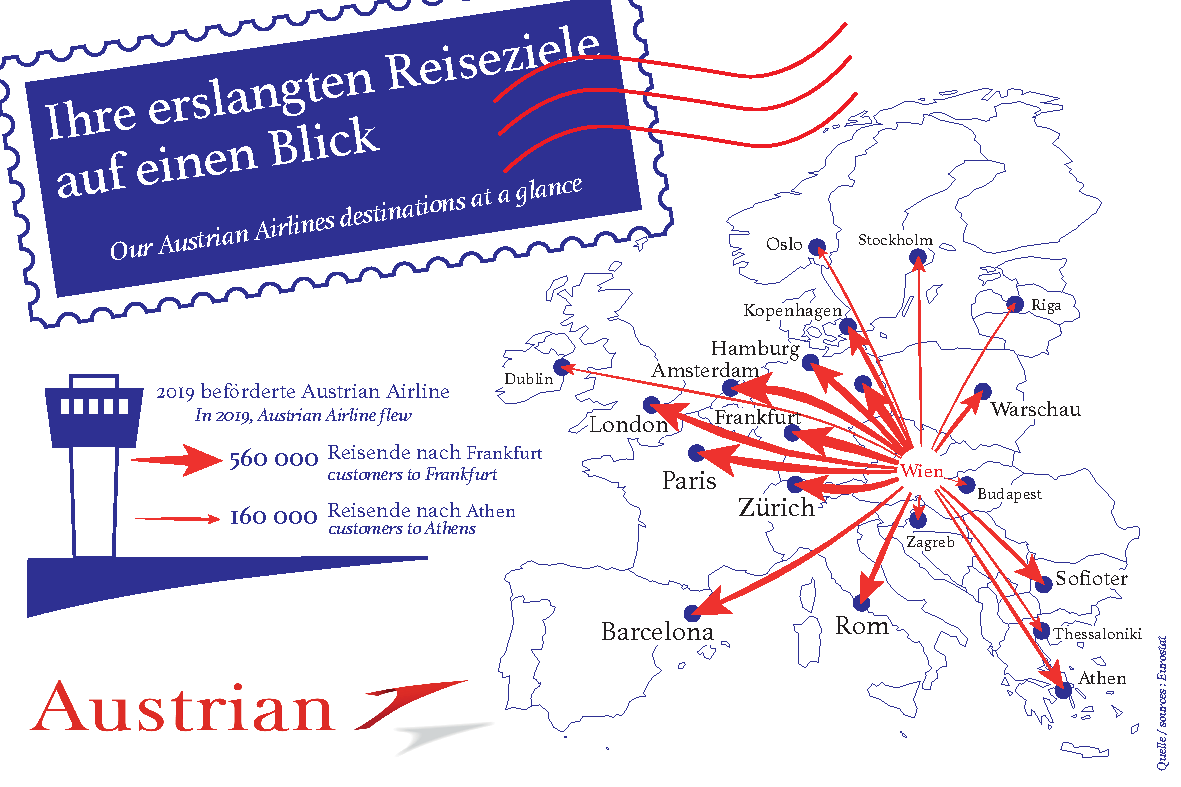 Ihre erslangten Reiseziele
auf einen Blick
Our Austrian Airlines destinations at a glance
2019 beförderte Austrian Airline
In 2019, Austrian Airline flew
560 000 Reisende nach Frankfurt
customers to Frankfurt
160 000 Reisende nach Athen
customers to Athens
Austrian
Oslo
Stockholm
Riga
Kopenhagen
Hamburg
Amsterdam
Dublin
London
Frankfurt
Warschau
Paris
Wien
Zürich
Budapest
Zagreb
Sofioter
Barcelona
Rom
Thessaloniki
Athen
Quelle / sources : Eurostat